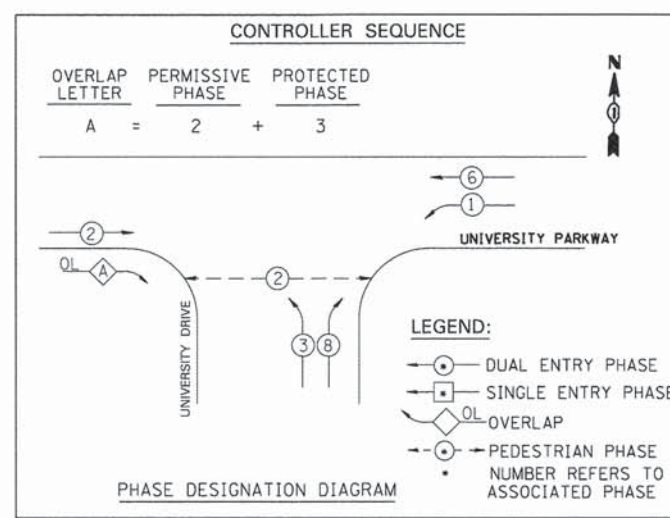 CONTROLLER SEQUENCE
OVERLAP LETTER PERMISSIVE PHASE PROTECTED PHASE
A = 2 + 3
N
6
1
2
UNIVERSITY PARKWAY
OL
A
2
UNIVERSITY DRIVE
3 8
LEGEND:
DUAL ENTRY PHASE
SINGLE ENTRY PHASE
OL
OVERLAP
PEDESTRIAN PHASE
* NUMBER REFERS TO
ASSOCIATED PHASE
PHASE DESIGNATION DIAGRAM